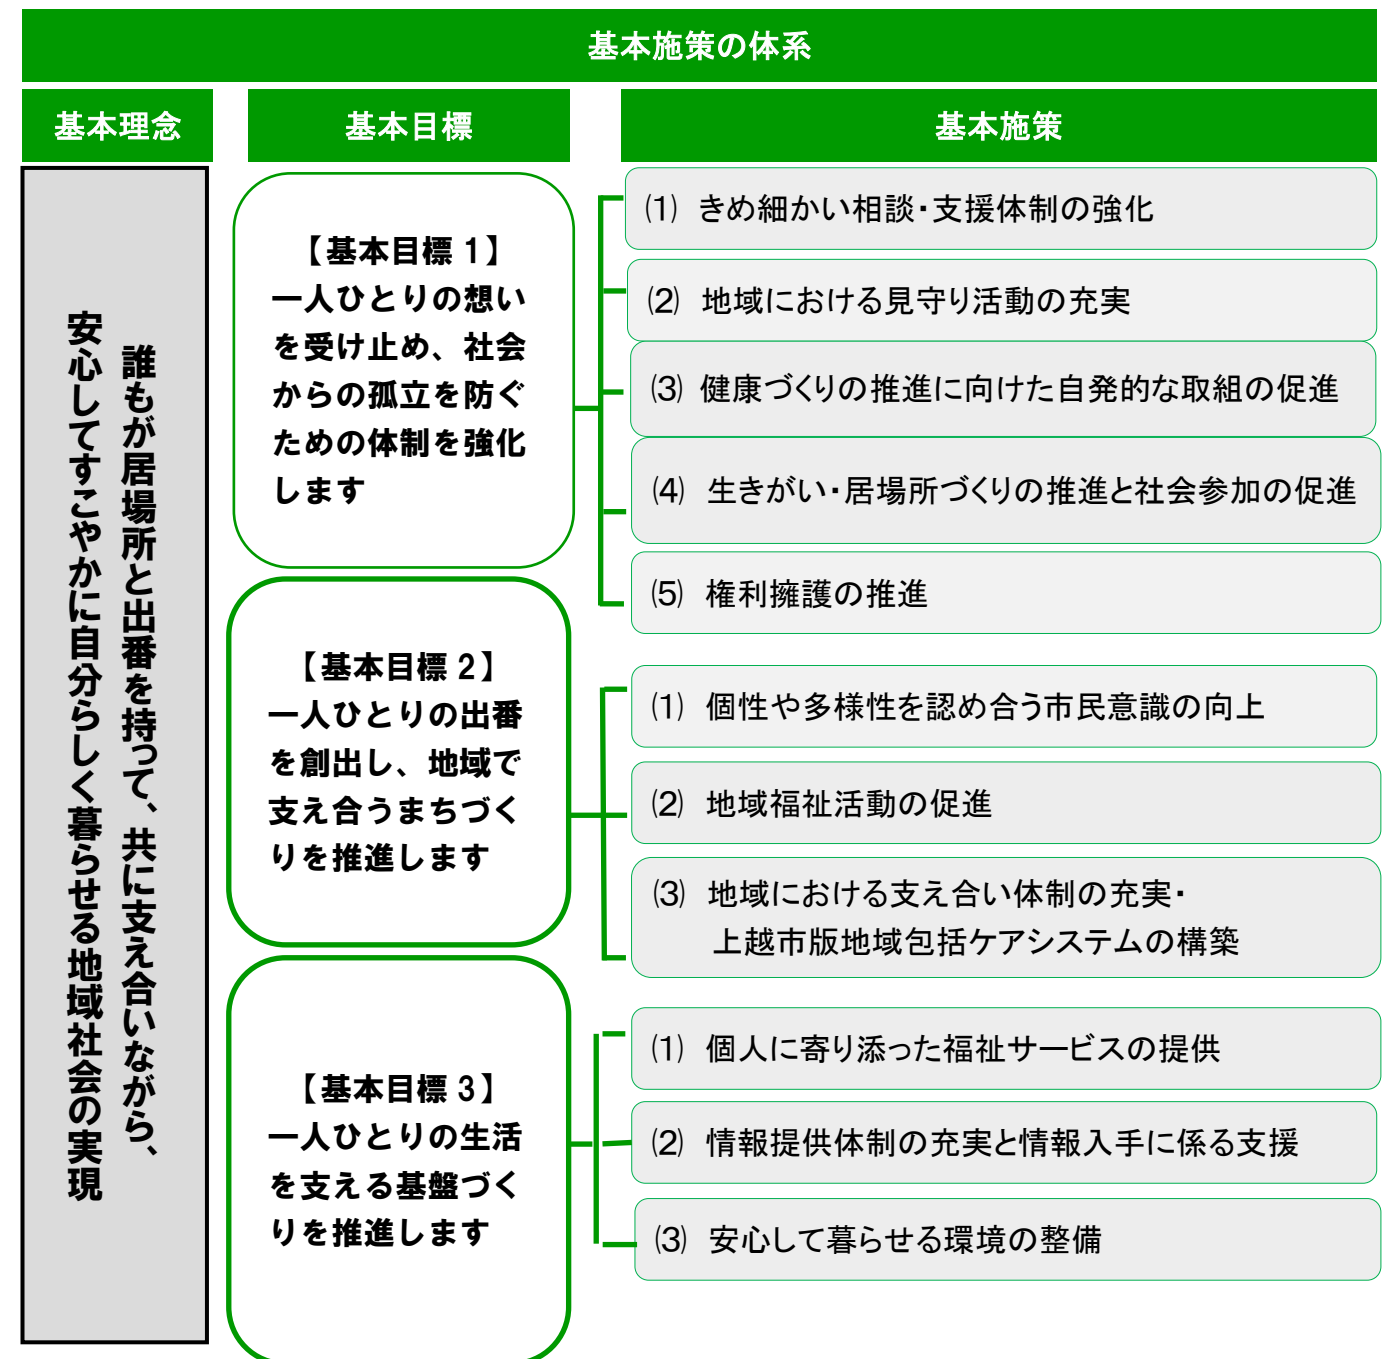 基本施策の体系
基本理念
基本目標
基本施策
誰もが居場所と出番を持って、共に支え合いながら、
安心してすこやかに自分らしく暮らせる地域社会の実現
【基本目標 1】
一人ひとりの想い
を受け止め、社会
からの孤立を防ぐ
ための体制を強化
します
⑴ きめ細かい相談・支援体制の強化
⑵ 地域における見守り活動の充実
⑶ 健康づくりの推進に向けた自発的な取組の促進
⑷ 生きがい・居場所づくりの推進と社会参加の促進
⑸ 権利擁護の推進
【基本目標 2】
一人ひとりの出番
を創出し、地域で
支え合うまちづく
りを推進します
⑴ 個性や多様性を認め合う市民意識の向上
⑵ 地域福祉活動の促進
⑶ 地域における支え合い体制の充実・
上越市版地域包括ケアシステムの構築
【基本目標 3】
一人ひとりの生活
を支える基盤づく
りを推進します
⑴ 個人に寄り添った福祉サービスの提供
⑵ 情報提供体制の充実と情報入手に係る支援
⑶ 安心して暮らせる環境の整備